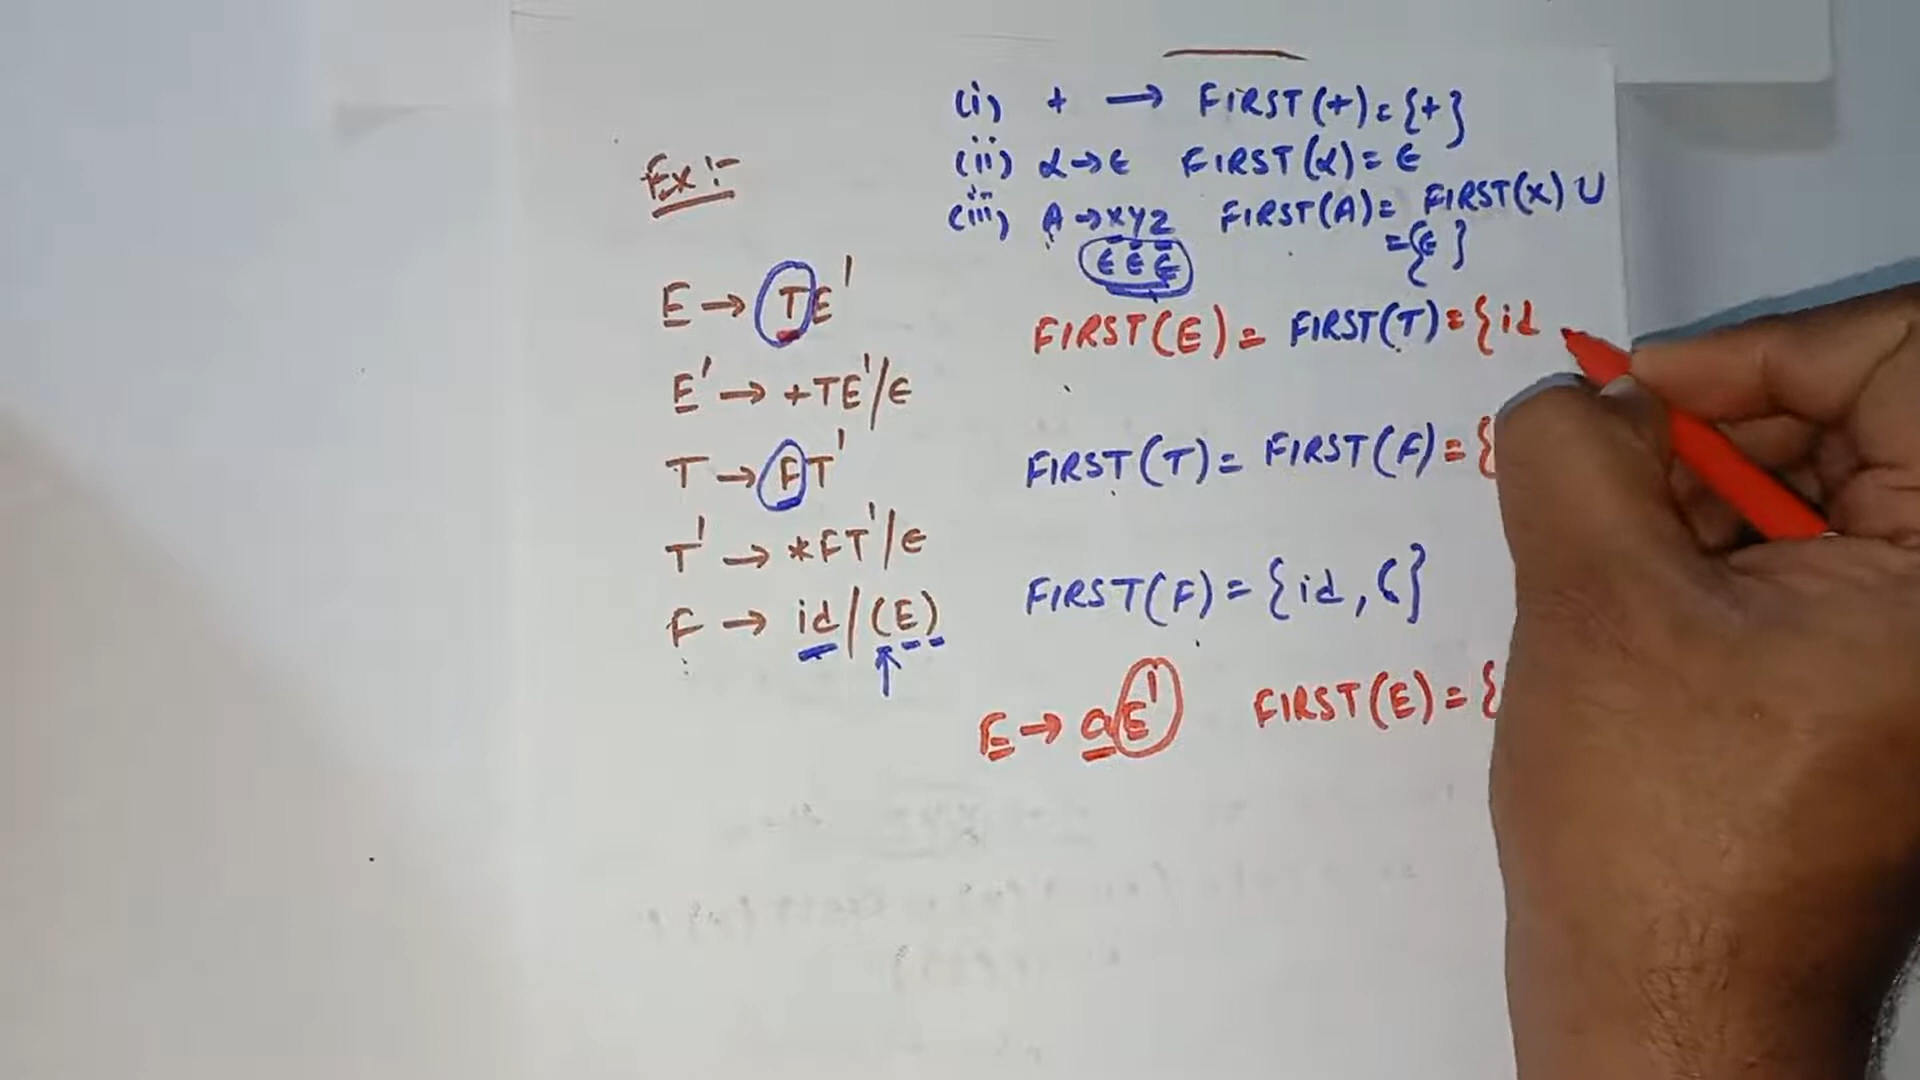 Ex:-
E → TE'
E' → +TE'/ϵ
T → FT'
T' → *FT'/ϵ
F → id/(E)
(i) + → FIRST(+) = {+}
(ii) α → ϵ FIRST(α) = ϵ
(iii) A → XYZ FIRST(A) = FIRST(X) U
ϵ ϵ ϵ = {ϵ}
FIRST(E) = FIRST(T) = {id
FIRST(T) = FIRST(F) = {
FIRST(F) = {id, (}
E → aE' FIRST(E) = {